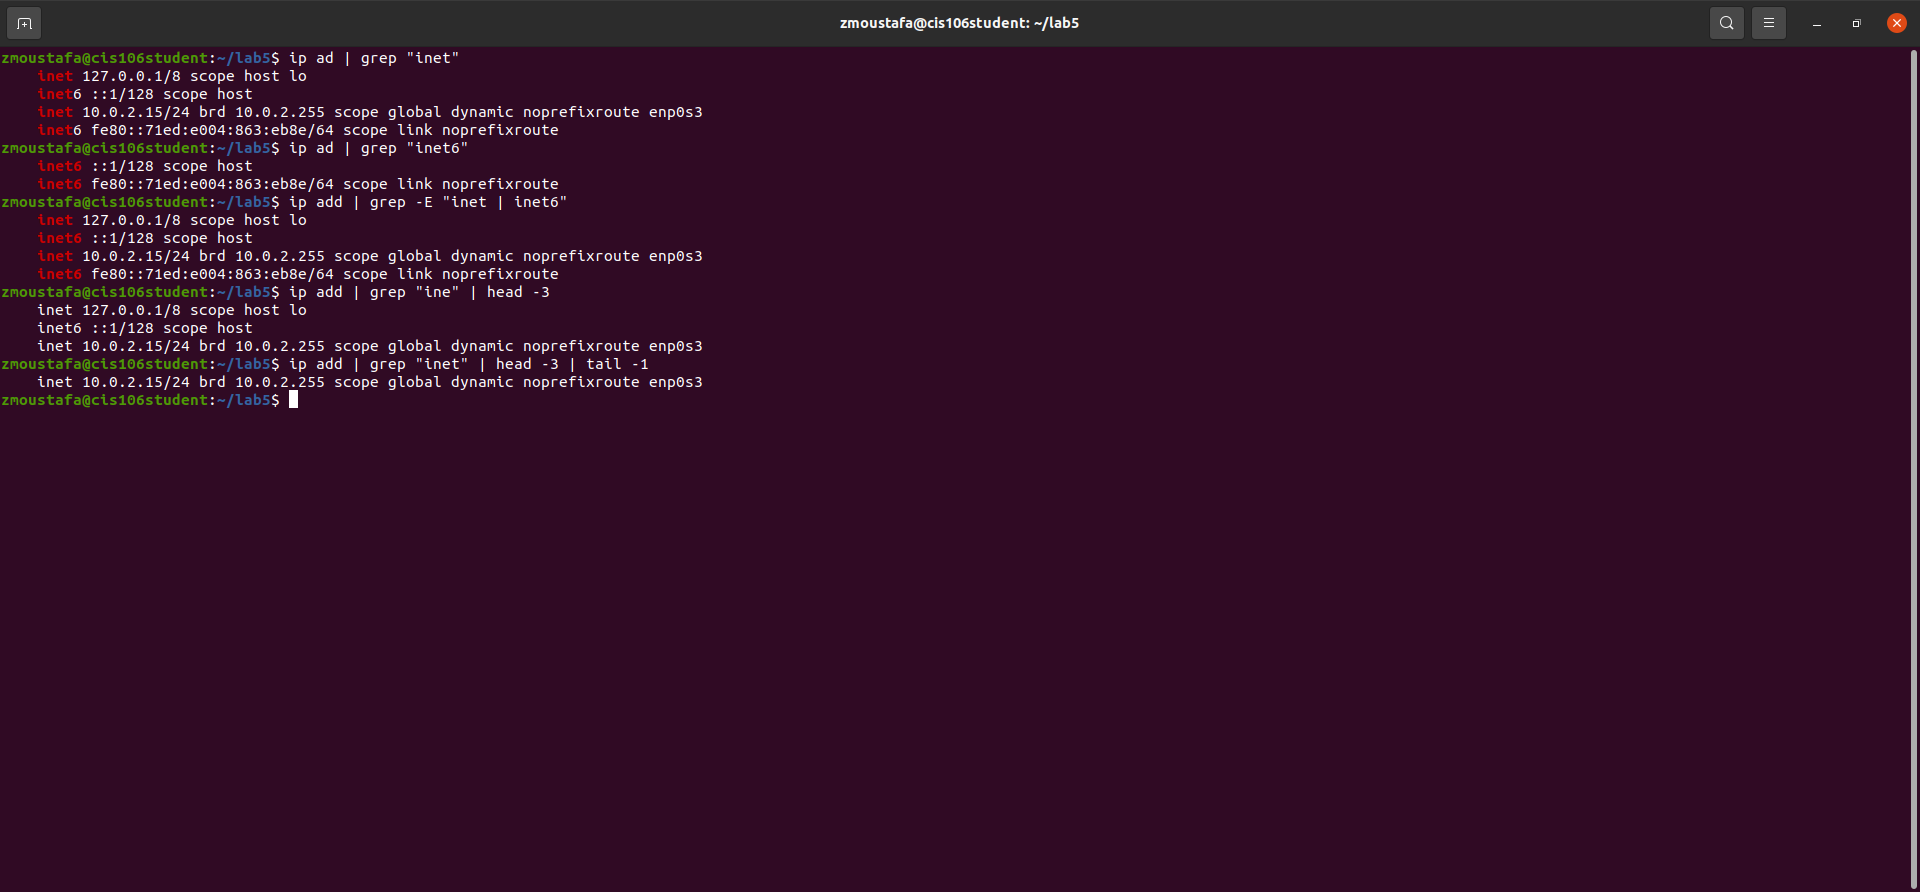 zmoustafa@cis106student: ~/lab5
zmoustafa@cis106student:~/lab5$ ip ad | grep "inet"
    inet 127.0.0.1/8 scope host lo
    inet6 ::1/128 scope host
    inet 10.0.2.15/24 brd 10.0.2.255 scope global dynamic noprefixroute enp0s3
    inet6 fe80::71ed:e004:863:eb8e/64 scope link noprefixroute
zmoustafa@cis106student:~/lab5$ ip ad | grep "inet6"
    inet6 ::1/128 scope host
    inet6 fe80::71ed:e004:863:eb8e/64 scope link noprefixroute
zmoustafa@cis106student:~/lab5$ ip add | grep -E "inet | inet6"
    inet 127.0.0.1/8 scope host lo
    inet6 ::1/128 scope host
    inet 10.0.2.15/24 brd 10.0.2.255 scope global dynamic noprefixroute enp0s3
    inet6 fe80::71ed:e004:863:eb8e/64 scope link noprefixroute
zmoustafa@cis106student:~/lab5$ ip add | grep "ine" | head -3
    inet 127.0.0.1/8 scope host lo
    inet6 ::1/128 scope host
    inet 10.0.2.15/24 brd 10.0.2.255 scope global dynamic noprefixroute enp0s3
zmoustafa@cis106student:~/lab5$ ip add | grep "inet" | head -3 | tail -1
    inet 10.0.2.15/24 brd 10.0.2.255 scope global dynamic noprefixroute enp0s3
zmoustafa@cis106student:~/lab5$